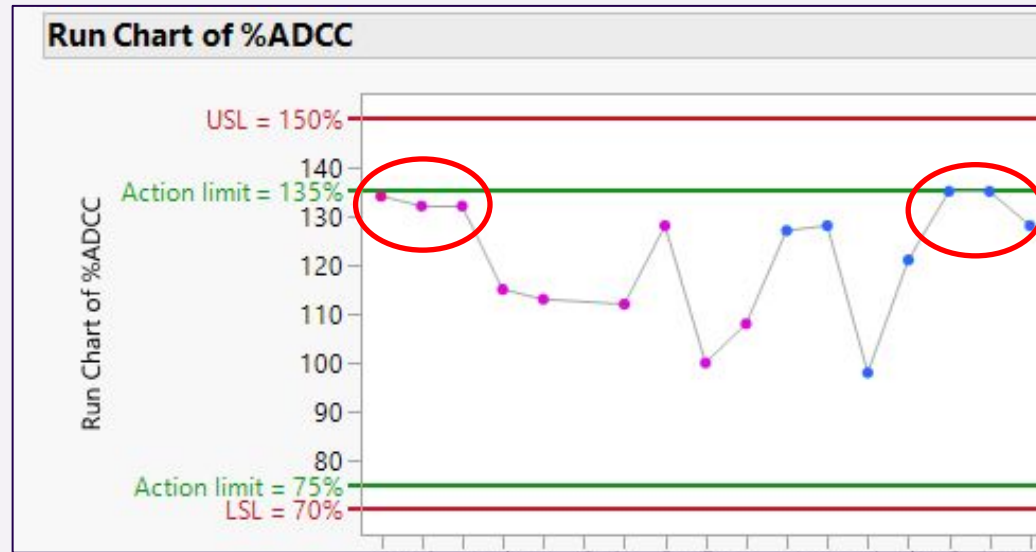 Run Chart of %ADCC
USL = 150%
140
Action limit = 135%
130
120
110
100
90
80
Action limit = 75%
LSL = 70%
Run Chart of %ADCC